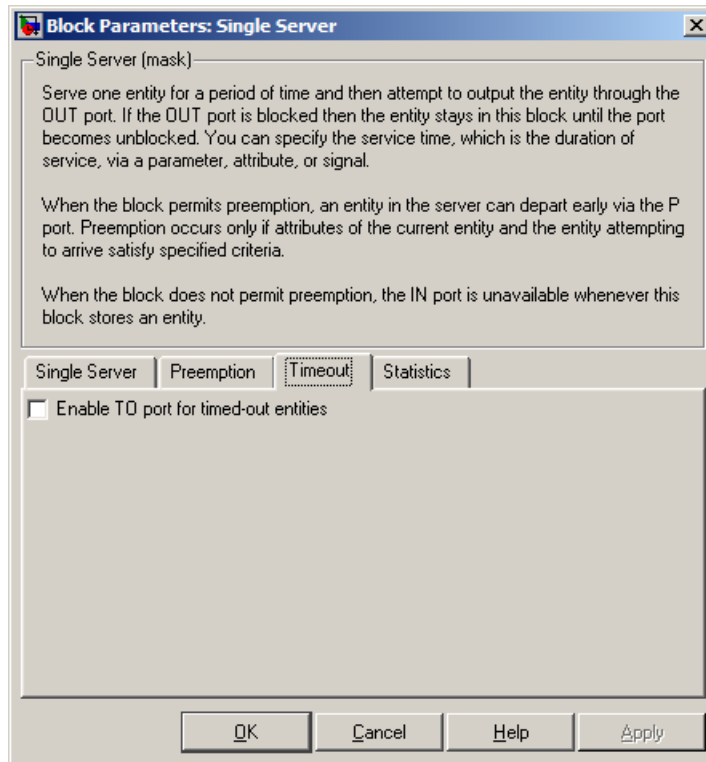 Block Parameters: Single Server
Single Server (mask)
Serve one entity for a period of time and then attempt to output the entity through the
OUT port. If the OUT port is blocked then the entity stays in this block until the port
becomes unblocked. You can specify the service time, which is the duration of
service, via a parameter, attribute, or signal.
When the block permits preemption, an entity in the server can depart early via the P
port. Preemption occurs only if attributes of the current entity and the entity attempting
to arrive satisfy specified criteria.
When the block does not permit preemption, the IN port is unavailable whenever this
block stores an entity.
Single Server Preemption Timeout Statistics
Enable TO port for timed-out entities
OK Cancel Help Apply